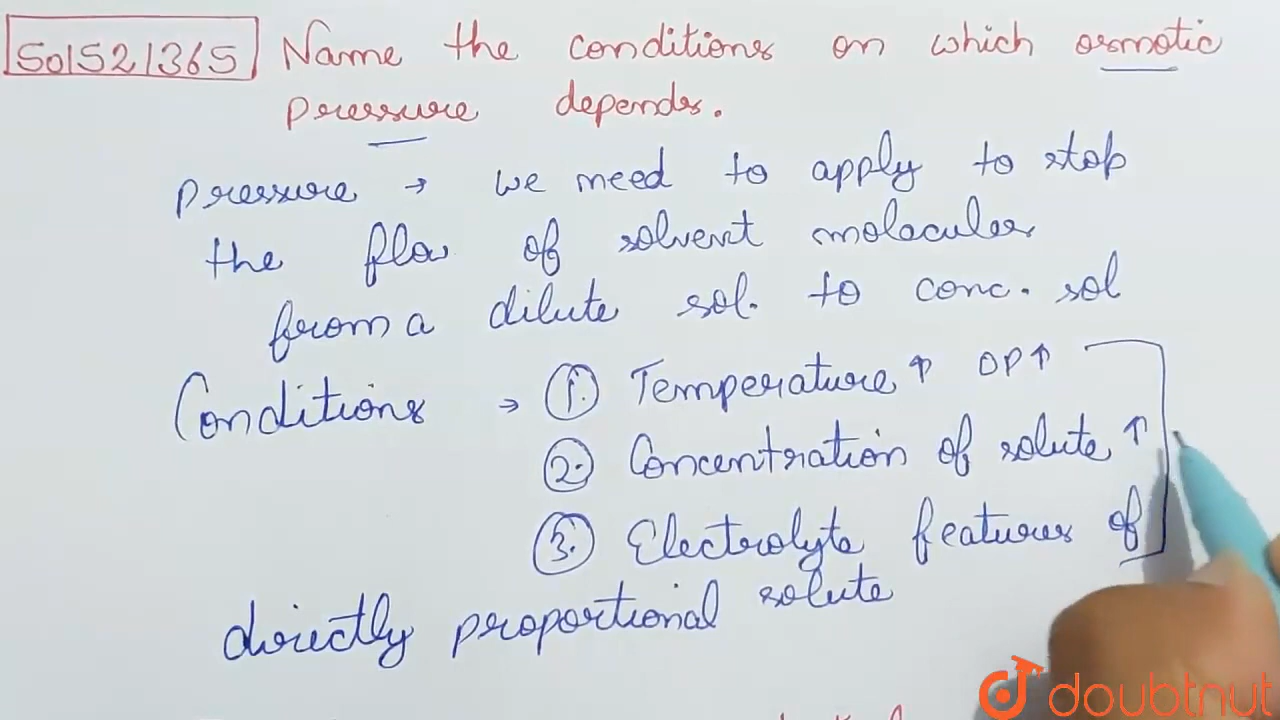 501521365 Name the conditions on which osmotic
pressure depends.
pressure → we need to apply to stop
the flow of solvent molecules
from a dilute sol. to conc. sol
Conditions → 1. Temperature ↑ OP↑
2. Concentration of solute ↑
3. Electrolyte features of
solute
directly proportional
doubtnut